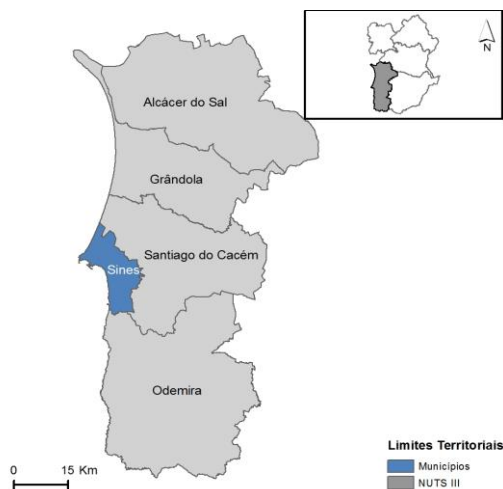 N
Alcácer do Sal
Grândola
Santiago do Cacém
Sines
Odemira
0 15 Km
Limites Territoriais
Municípios
NUTS III